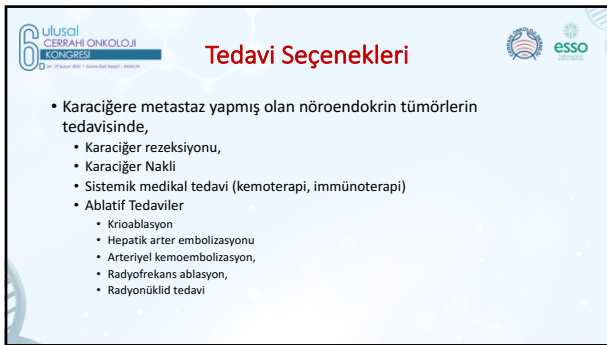 6.
ulusal
CERRAHİ ONKOLOJİ
KONGRESİ
Tedavi Seçenekleri
esso
• Karaciğere metastaz yapmış olan nöroendokrin tümörlerin
tedavisinde,
• Karaciğer rezeksiyonu,
• Karaciğer Nakli
• Sistemik medikal tedavi (kemoterapi, immünoterapi)
• Ablatif Tedaviler
• Krioablasyon
• Hepatik arter embolizasyonu
• Arteriyel kemoembolizasyon,
• Radyofrekans ablasyon,
• Radyonüklid tedavi